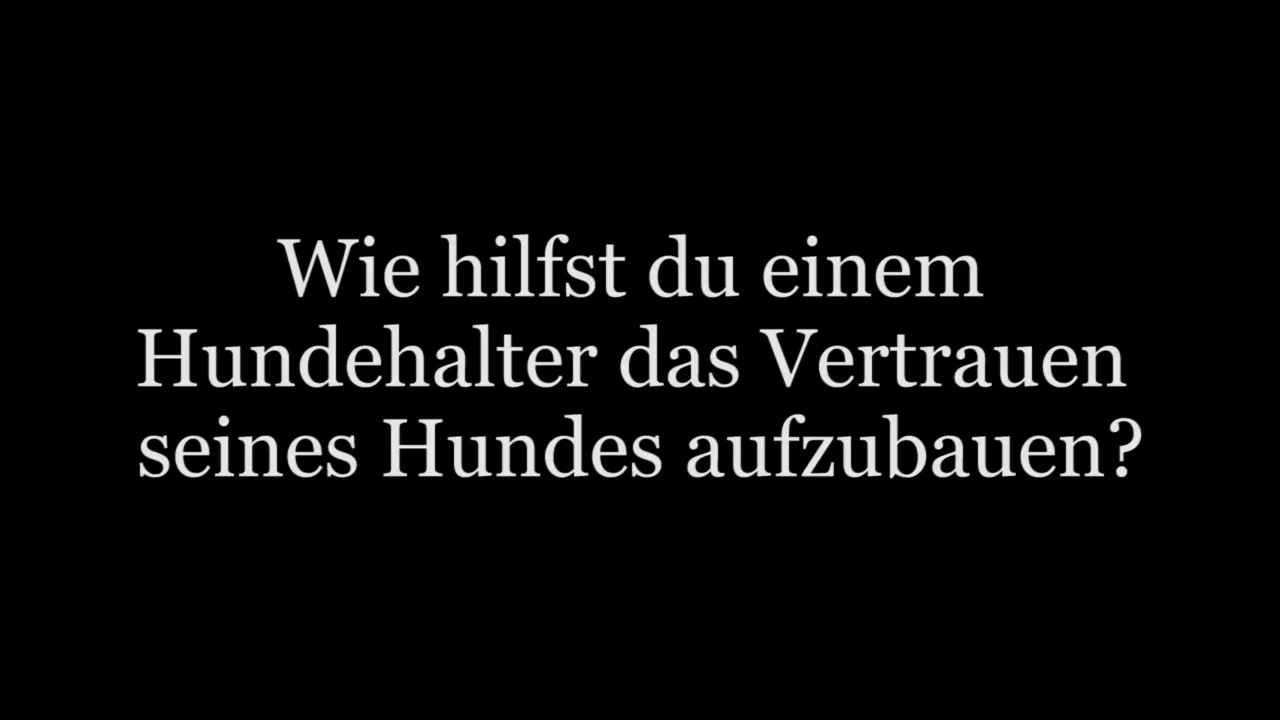 Wie hilfst du einem
Hundehalter das Vertrauen
seines Hundes aufzubauen?